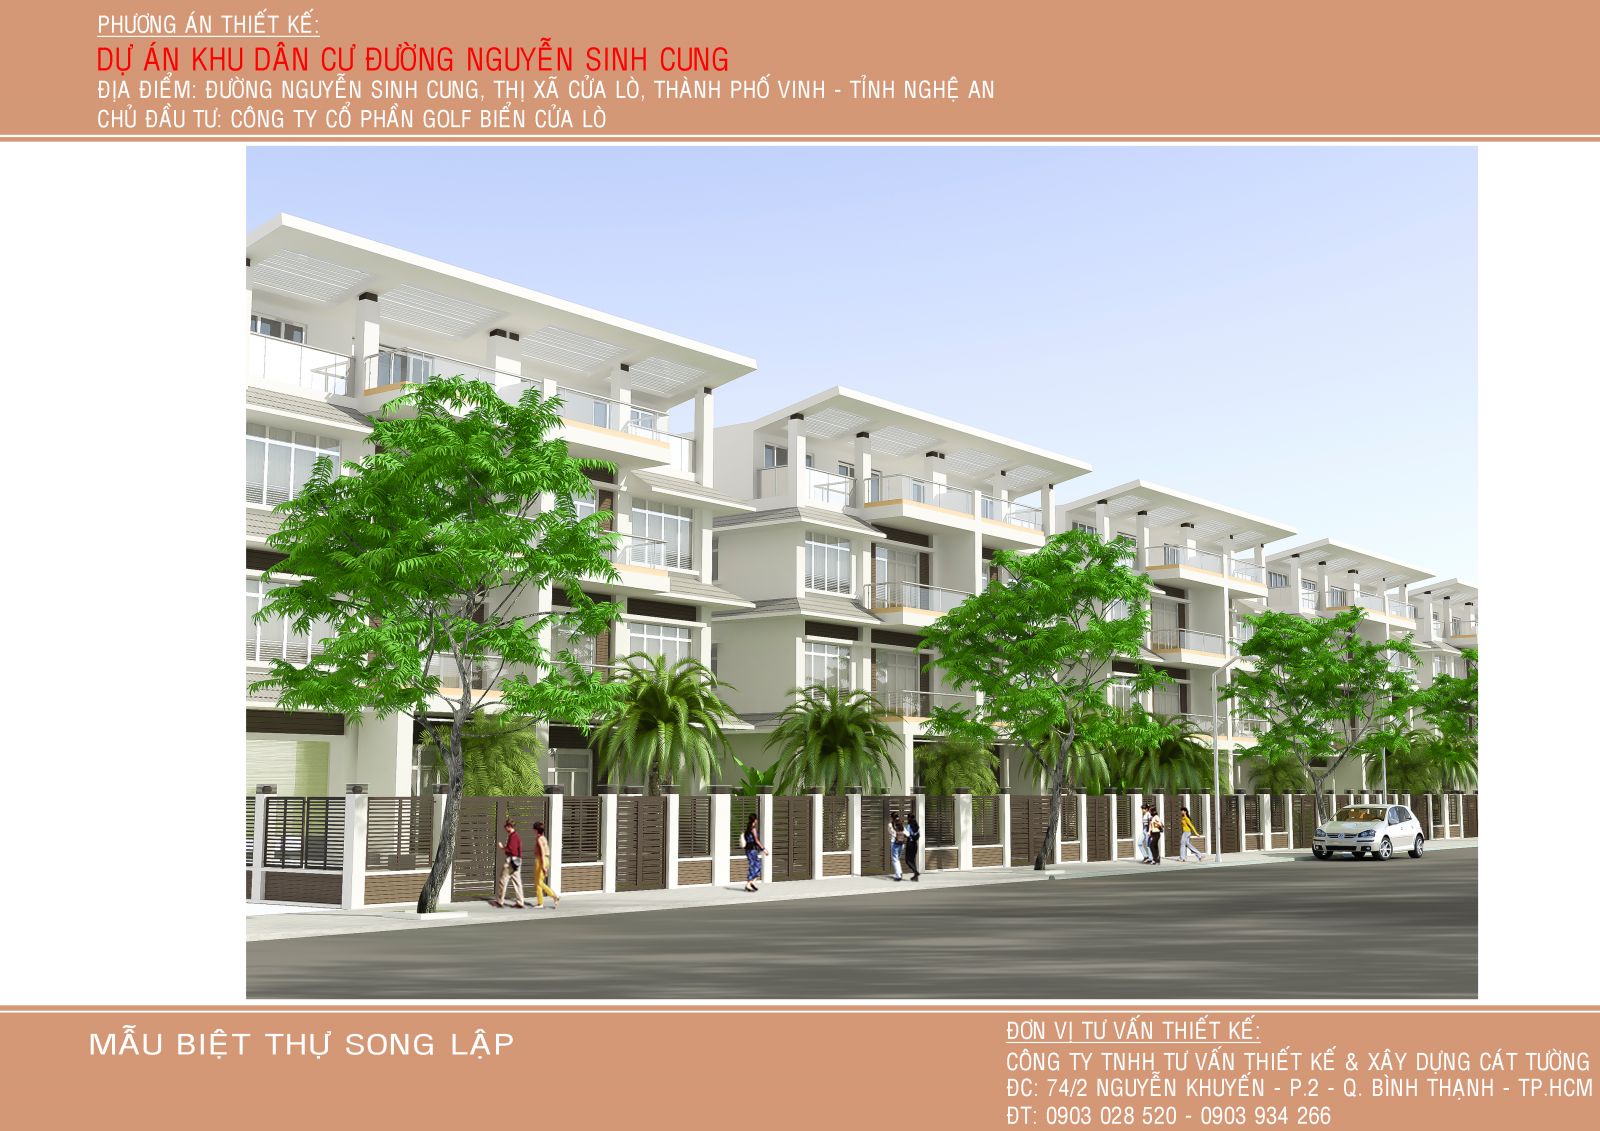 PHƯƠNG ÁN THIẾT KẾ:
DỰ ÁN KHU DÂN CƯ ĐƯỜNG NGUYỄN SINH CUNG
ĐỊA ĐIỂM: ĐƯỜNG NGUYỄN SINH CUNG, THỊ XÃ CỬA LÒ, THÀNH PHỐ VINH - TỈNH NGHỆ AN
CHỦ ĐẦU TƯ: CÔNG TY CỔ PHẦN GOLF BIỂN CỬA LÒ
MẪU BIỆT THỰ SONG LẬP
ĐƠN VỊ TƯ VẤN THIẾT KẾ:
CÔNG TY TNHH TƯ VẤN THIẾT KẾ & XÂY DỰNG CÁT TƯỜNG
ĐC: 74/2 NGUYỄN KHUYẾN - P.2 - Q. BÌNH THẠNH - TP.HCM
ĐT: 0903 028 520 - 0903 934 266